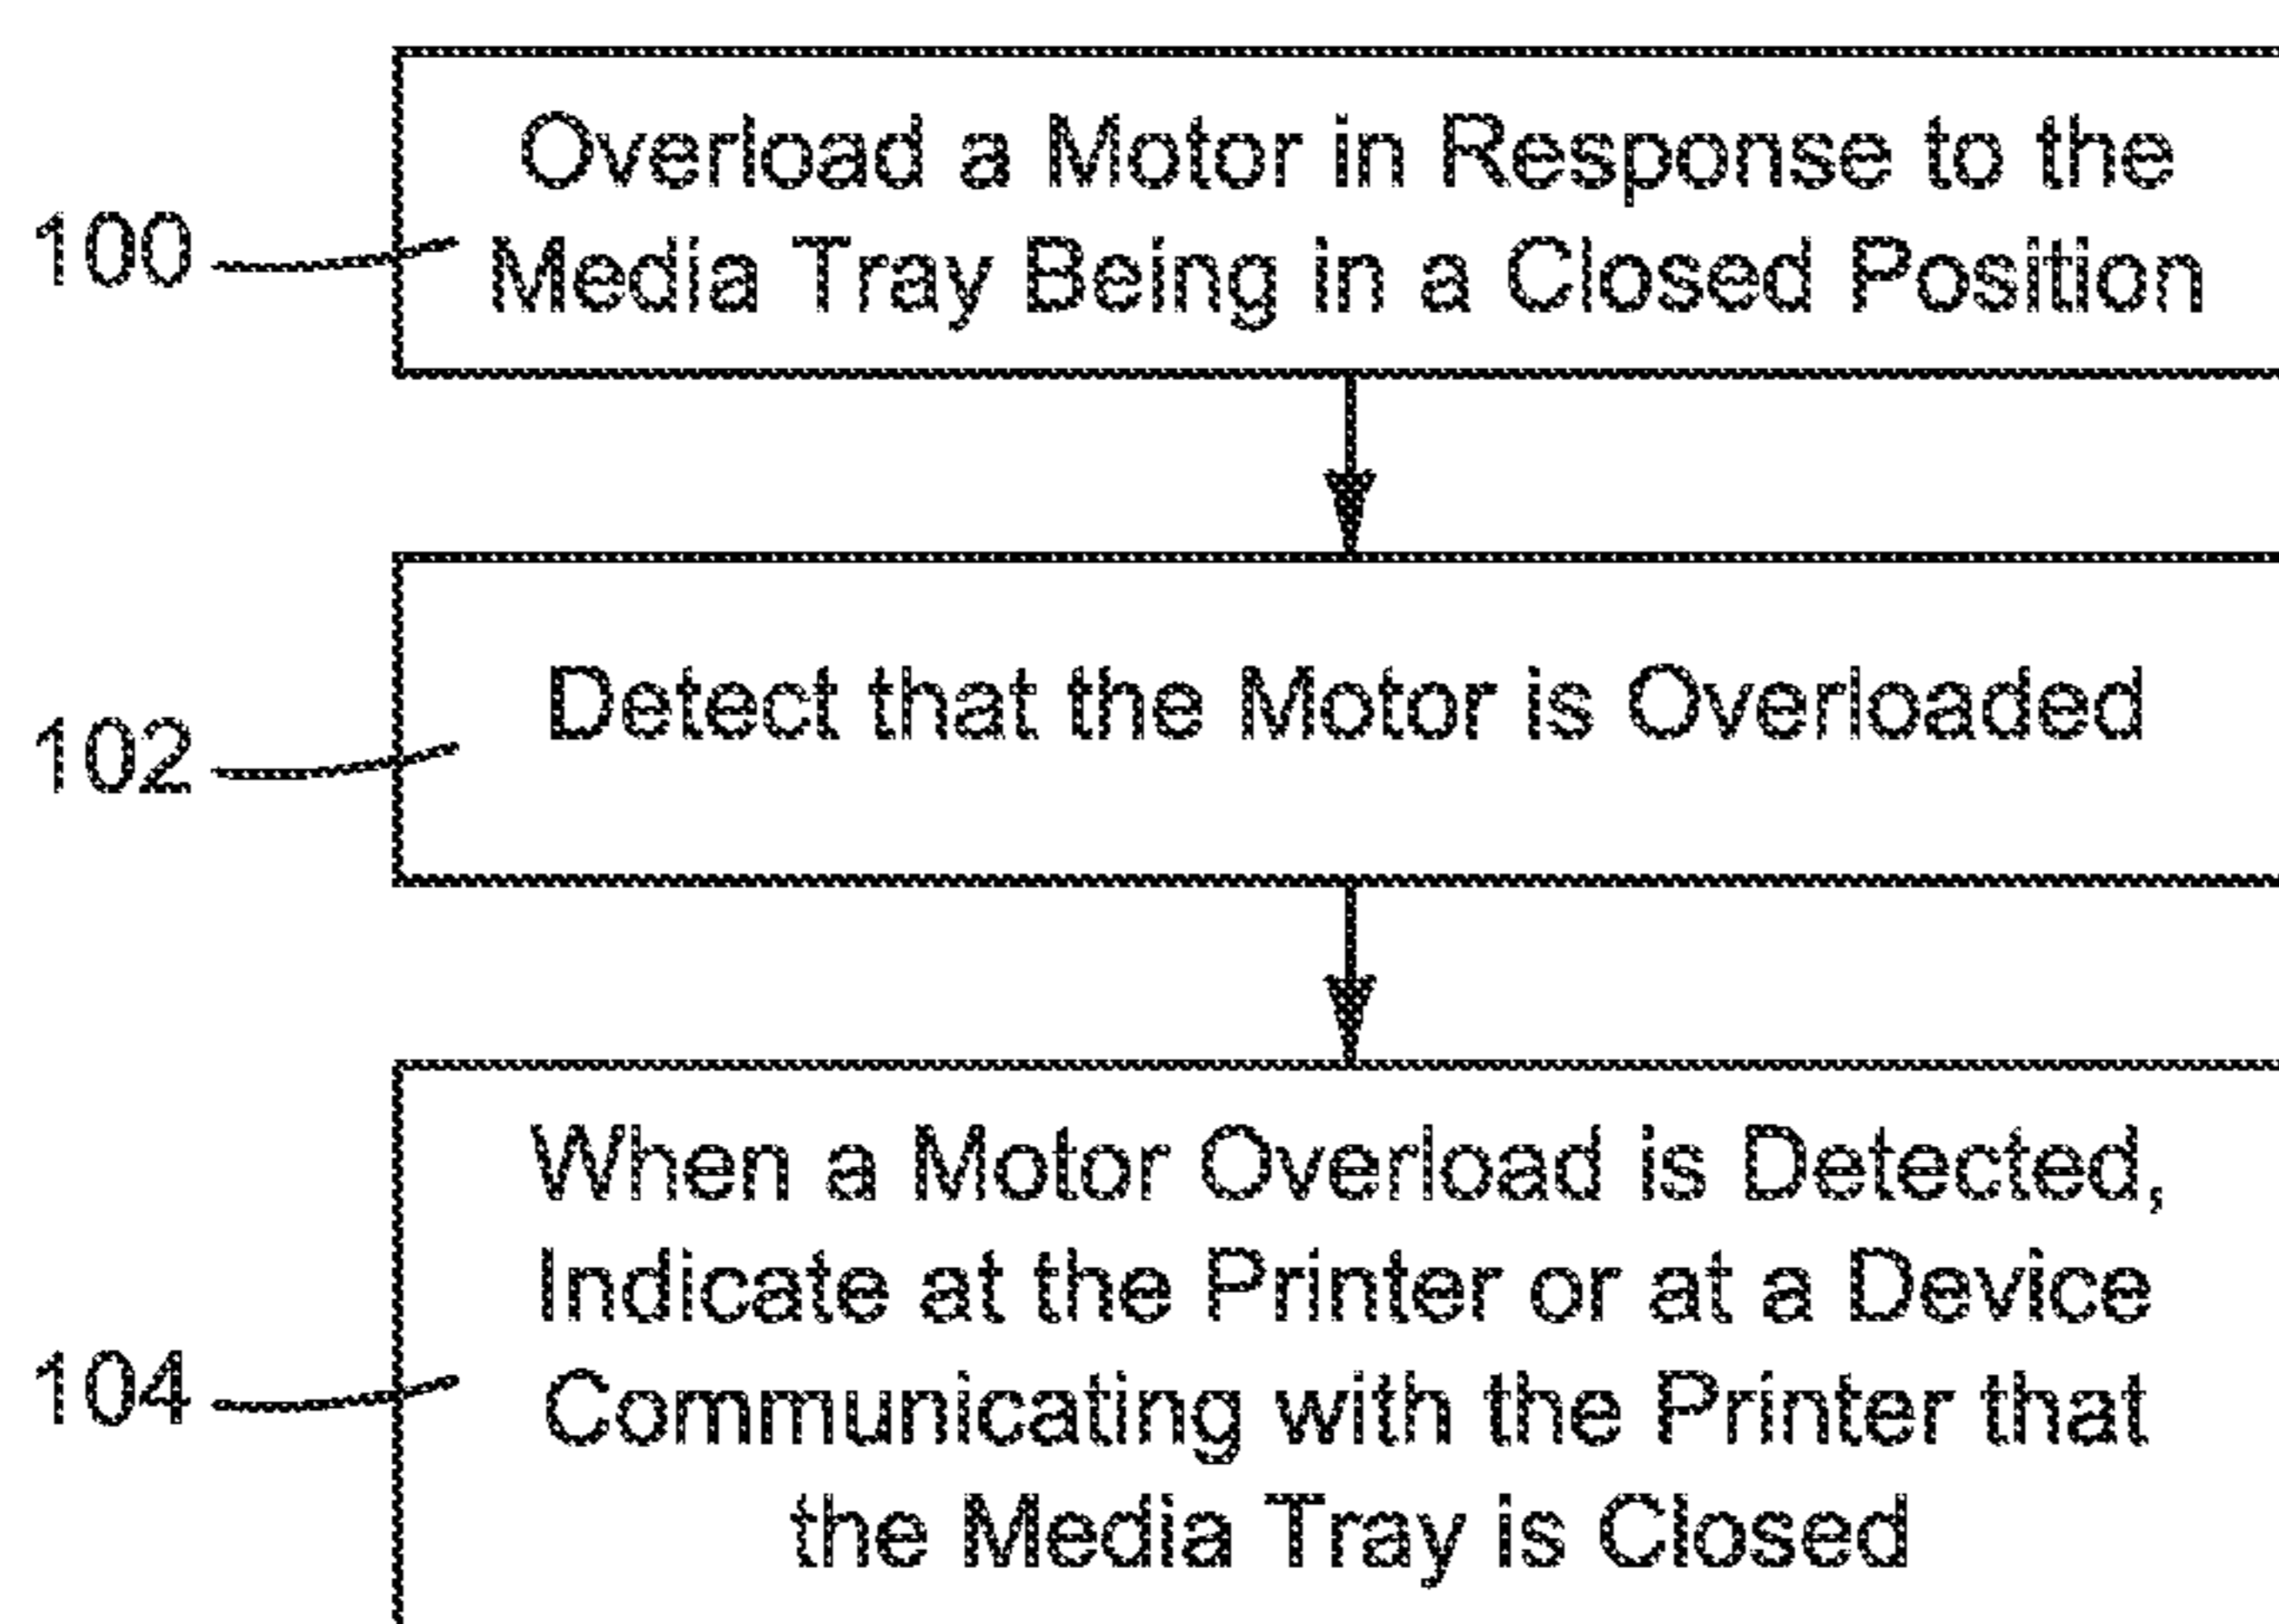 Overload a Motor in Response to the
100
Media Tray Being in a Closed Position
Detect that the Motor is Overloaded
102
When a Motor Overload is Detected,
Indicate at the Printer or at a Device
104
Communicating with the Printer that
the Media Tray is Closed